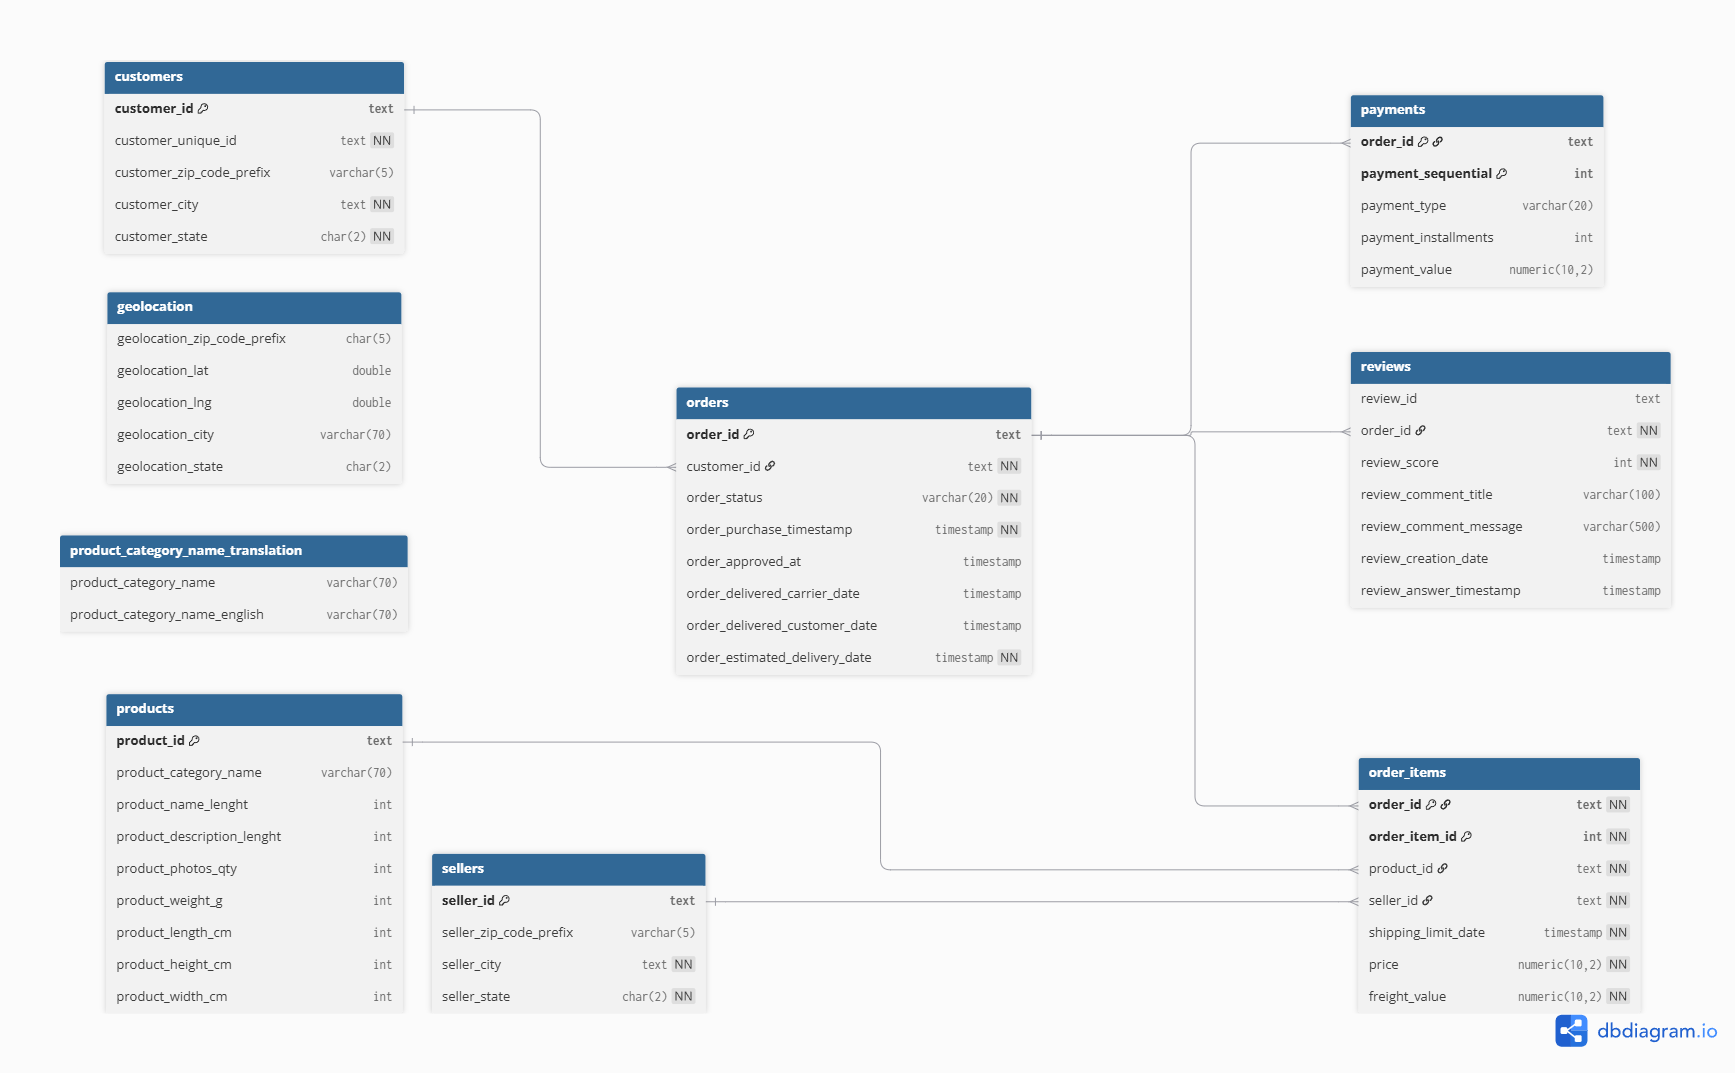 customers
customer_id text
customer_unique_id text NN
customer_zip_code_prefix varchar(5)
customer_city text NN
customer_state char(2) NN
geolocation
geolocation_zip_code_prefix char(5)
geolocation_lat double
geolocation_lng double
geolocation_city varchar(70)
geolocation_state char(2)
product_category_name_translation
product_category_name varchar(70)
product_category_name_english varchar(70)
products
product_id text
product_category_name varchar(70)
product_name_lenght int
product_description_lenght int
product_photos_qty int
product_weight_g int
product_length_cm int
product_height_cm int
product_width_cm int
sellers
seller_id text
seller_zip_code_prefix varchar(5)
seller_city text NN
seller_state char(2) NN
orders
order_id text
customer_id text NN
order_status varchar(20) NN
order_purchase_timestamp timestamp NN
order_approved_at timestamp
order_delivered_carrier_date timestamp
order_delivered_customer_date timestamp
order_estimated_delivery_date timestamp NN
payments
order_id text
payment_sequential int
payment_type varchar(20)
payment_installments int
payment_value numeric(10,2)
reviews
review_id text
order_id text NN
review_score int NN
review_comment_title varchar(100)
review_comment_message varchar(500)
review_creation_date timestamp
review_answer_timestamp timestamp
order_items
order_id text NN
order_item_id int NN
product_id text NN
seller_id text NN
shipping_limit_date timestamp NN
price numeric(10,2) NN
freight_value numeric(10,2) NN
dbdiagram.io